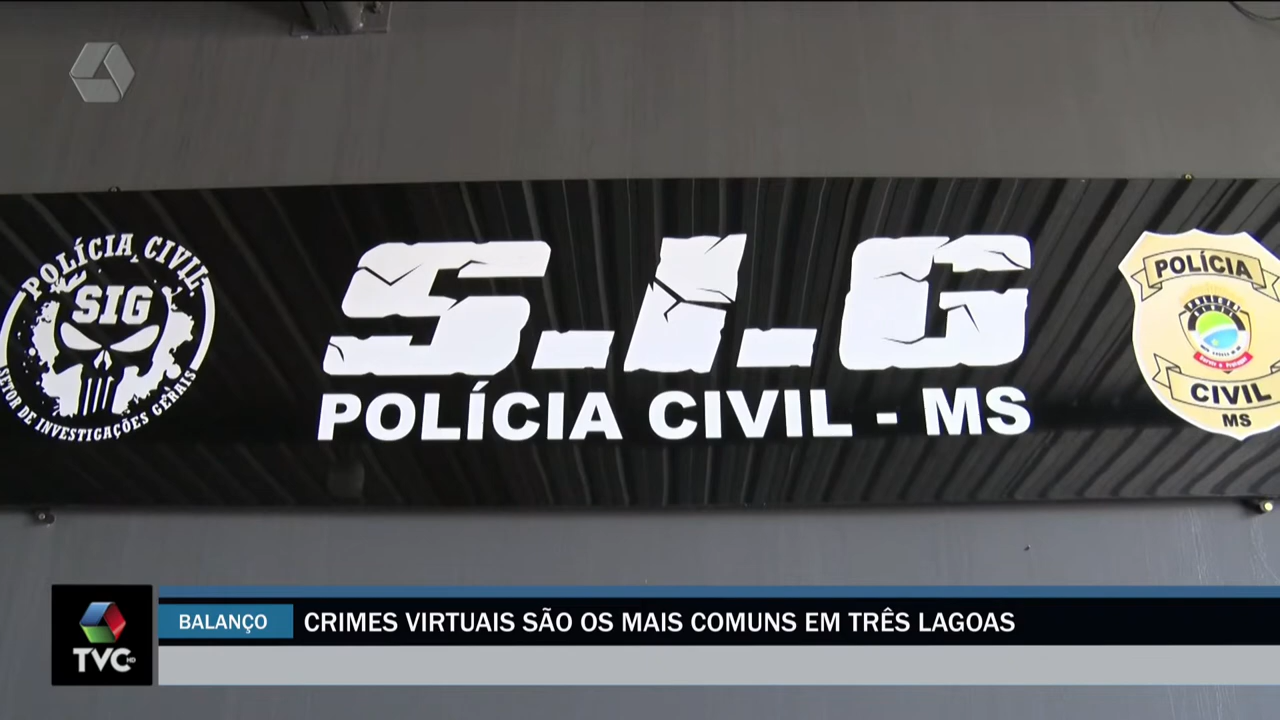 POLÍCIA CIVIL
SIG
SETOR DE INVESTIGAÇÕES GERAIS
S.I.G
POLÍCIA CIVIL - MS
POLÍCIA
CIVIL
MS
BALANÇO
CRIMES VIRTUAIS SÃO OS MAIS COMUNS EM TRÊS LAGOAS
TVC HD